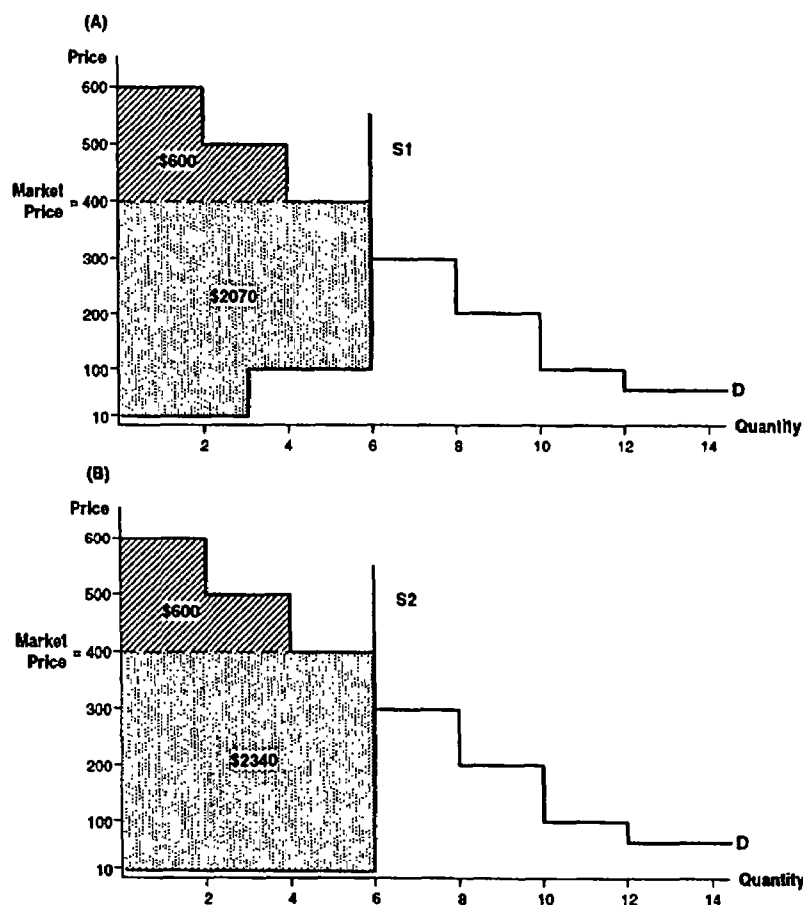 (A)
Price
600
500
$600
S1
Market
Price = 400
300
$2070
200
100
D
10
Quantity
2 4 6 8 10 12 14
(B)
Price
600
500
S2
$600
Market
Price = 400
300
$2340
200
100
D
10
Quantity
2 4 6 8 10 12 14